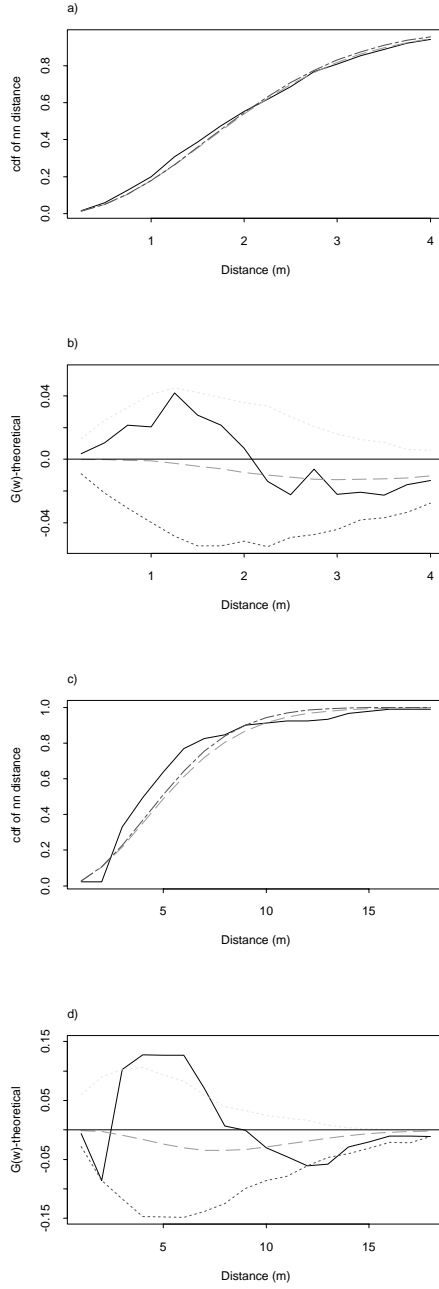 a)
cdf of nn distance
0.0 0.2 0.4 0.6 0.8
1 2 3 4
Distance (m)
b)
G(w)-theoretical
-0.04 0.0 0.04
1 2 3 4
Distance (m)
c)
cdf of nn distance
0.0 0.2 0.4 0.6 0.8 1.0
5 10 15
Distance (m)
d)
G(w)-theoretical
-0.15 -0.05 0.05 0.15
5 10 15
Distance (m)